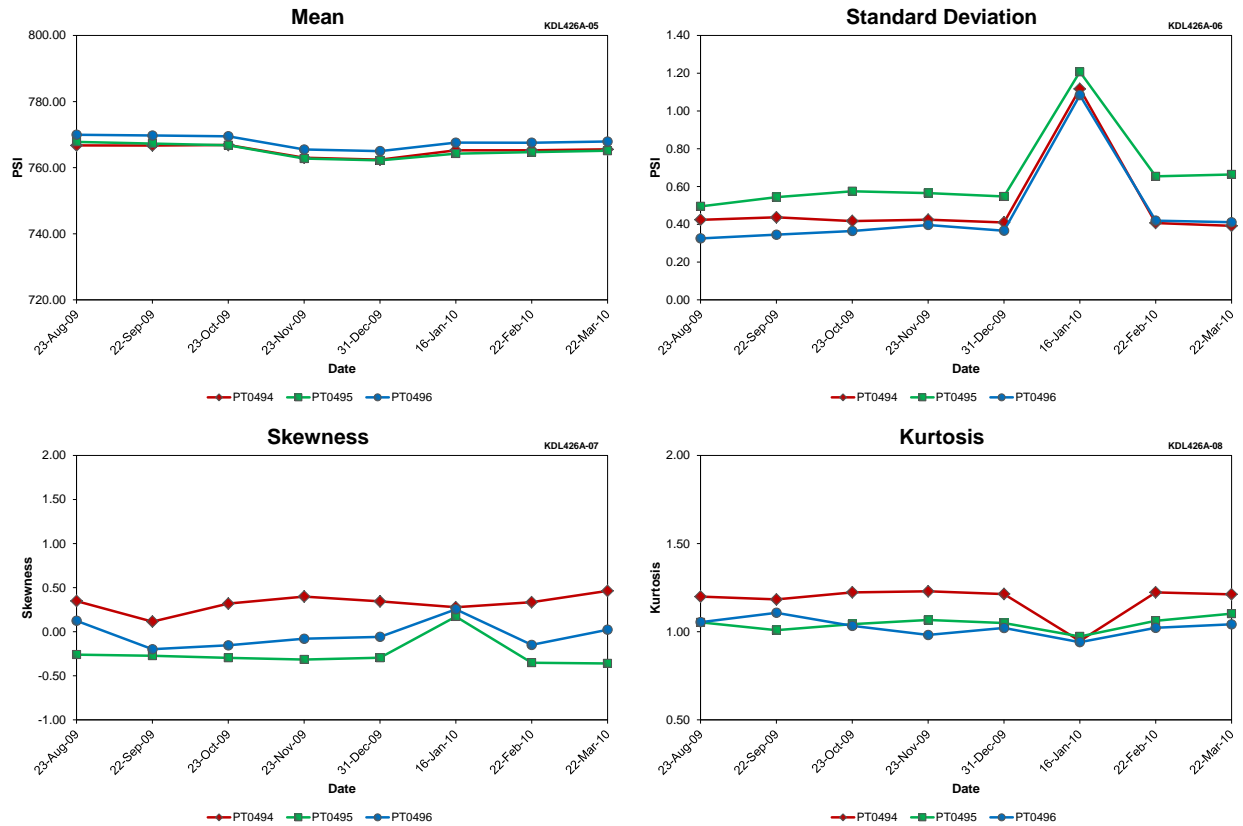 Mean
KDL426A-05
800.00
780.00
760.00
740.00
720.00
PSI
23-Aug-09
22-Sep-09
23-Oct-09
23-Nov-09
31-Dec-09
16-Jan-10
22-Feb-10
22-Mar-10
Date
PT0494 PT0495 PT0496
Standard Deviation
KDL426A-06
1.40
1.20
1.00
0.80
0.60
0.40
0.20
0.00
PSI
23-Aug-09
22-Sep-09
23-Oct-09
23-Nov-09
31-Dec-09
16-Jan-10
22-Feb-10
22-Mar-10
Date
PT0494 PT0495 PT0496
Skewness
KDL426A-07
2.00
1.50
1.00
0.50
0.00
-0.50
-1.00
Skewness
23-Aug-09
22-Sep-09
23-Oct-09
23-Nov-09
31-Dec-09
16-Jan-10
22-Feb-10
22-Mar-10
Date
PT0494 PT0495 PT0496
Kurtosis
KDL426A-08
2.00
1.50
1.00
0.50
Kurtosis
23-Aug-09
22-Sep-09
23-Oct-09
23-Nov-09
31-Dec-09
16-Jan-10
22-Feb-10
22-Mar-10
Date
PT0494 PT0495 PT0496